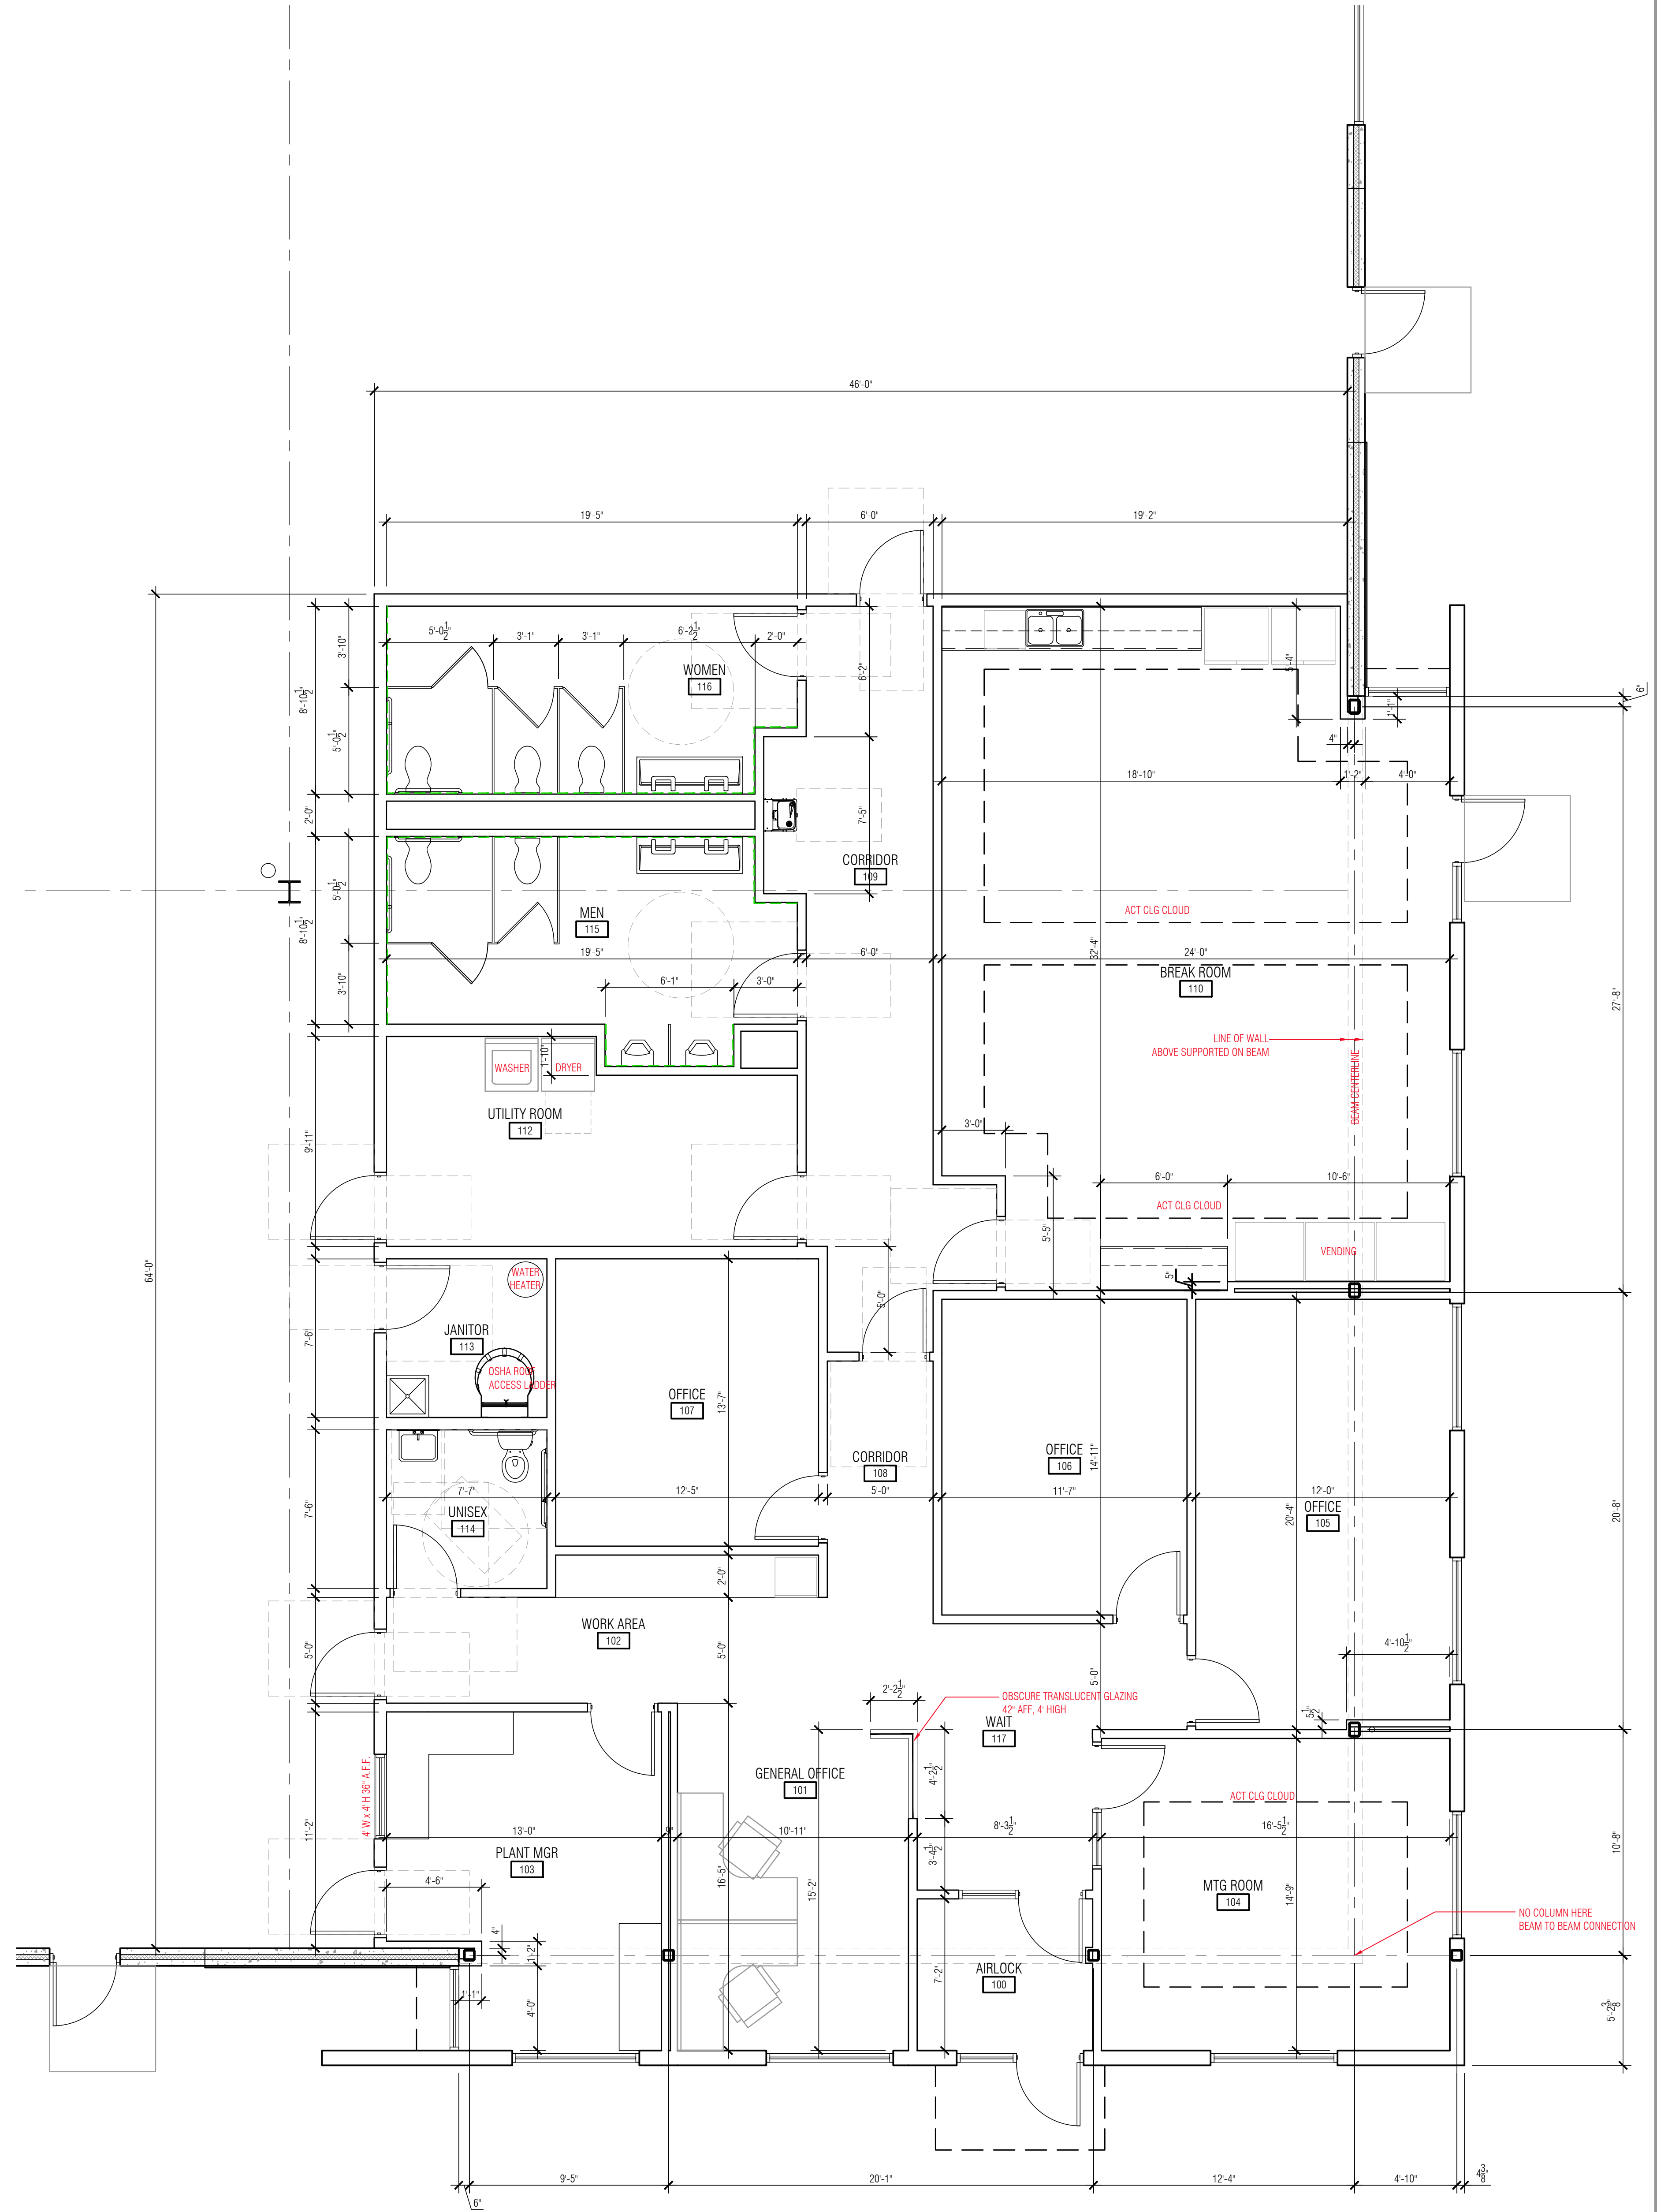 46'-0"
19'-5"
6'-0"
19'-2"
3'-10"
8'-10 1/2"
5'-0 1/2"
5'-0 1/2"
3'-1"
3'-1"
6'-2 1/2"
2'-0"
WOMEN
116
6'-2"
5'-4"
1'-1"
6"
4"
18'-10"
1'-2"
4'-0"
2'-0"
7'-5"
CORRIDOR
109
5'-0 1/2"
8'-10 1/2"
3'-10"
MEN
115
ACT CLG CLOUD
19'-5"
6'-0"
32'-4"
24'-0"
BREAK ROOM
110
6'-1"
3'-0"
27'-8"
LINE OF WALL
ABOVE SUPPORTED ON BEAM
BEAM CENTERLINE
WASHER
1'-10"
DRYER
UTILITY ROOM
112
9'-11"
3'-0"
6'-0"
10'-6"
ACT CLG CLOUD
5'-5"
VENDING
5"
64'-0"
WATER
HEATER
5'-0"
JANITOR
113
7'-6"
OSHA ROOF
ACCESS LADDER
OFFICE
107
13'-7"
CORRIDOR
108
OFFICE
106
14'-11"
7'-6"
7'-7"
12'-5"
5'-0"
11'-7"
12'-0"
UNISEX
114
20'-4"
OFFICE
105
20'-8"
2'-0"
WORK AREA
102
5'-0"
5'-0"
5'-0"
4'-10 1/2"
5 1/2"
2'-2 1/2"
OBSCURE TRANSLUCENT GLAZING
42" AFF, 4' HIGH
WAIT
117
4'-2 1/2"
GENERAL OFFICE
101
4' W x 4' H 36" A.F.F.
11'-2"
ACT CLG CLOUD
13'-0"
10'-11"
8'-3 1/2"
16'-5 1/2"
10'-8"
PLANT MGR
103
3'-4 1/2"
4'-6"
16'-5"
15'-2"
MTG ROOM
104
14'-9"
NO COLUMN HERE
BEAM TO BEAM CONNECTION
4"
1'-2"
7'-2"
AIRLOCK
100
1'-1"
4'-0"
5'-2 3/8"
9'-5"
20'-1"
12'-4"
4'-10"
4 3/8"
6"